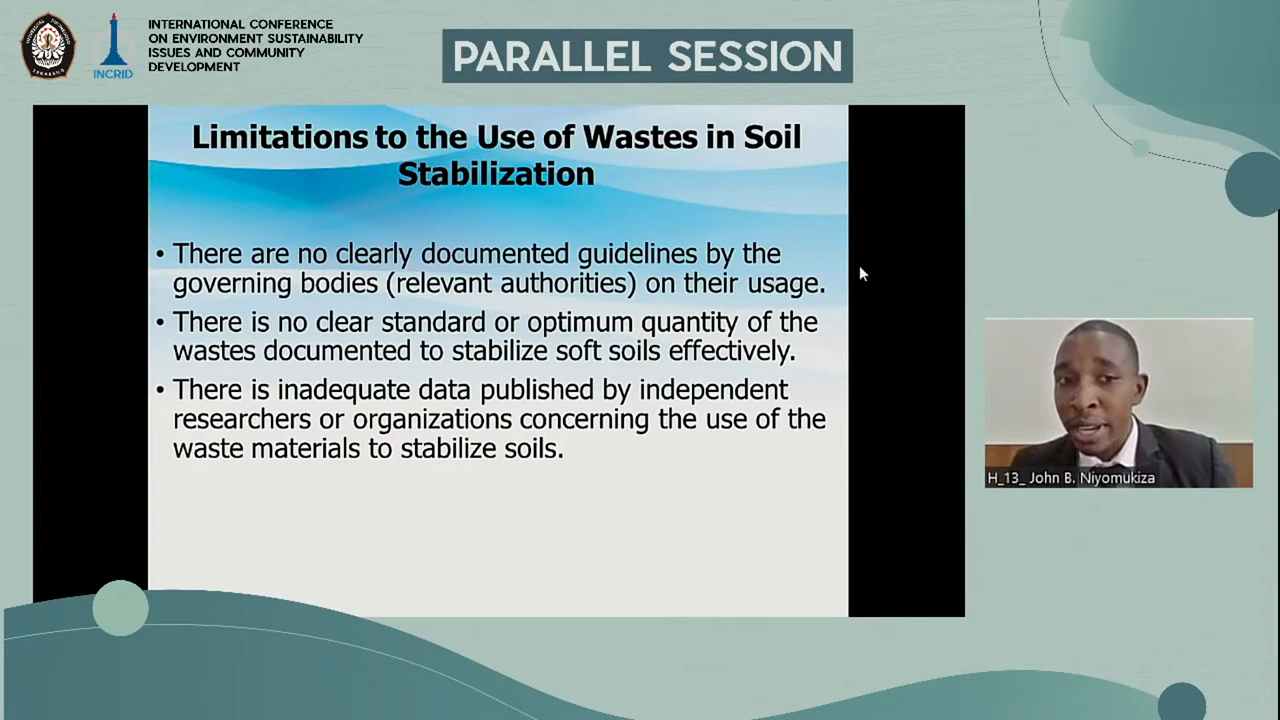 INTERNATIONAL CONFERENCE
ON ENVIRONMENT SUSTAINABILITY
ISSUES AND COMMUNITY
DEVELOPMENT
INCRID
PARALLEL SESSION
Limitations to the Use of Wastes in Soil
Stabilization
• There are no clearly documented guidelines by the
governing bodies (relevant authorities) on their usage.
• There is no clear standard or optimum quantity of the
wastes documented to stabilize soft soils effectively.
• There is inadequate data published by independent
researchers or organizations concerning the use of the
waste materials to stabilize soils.
H_13_ John B. Niyomukiza